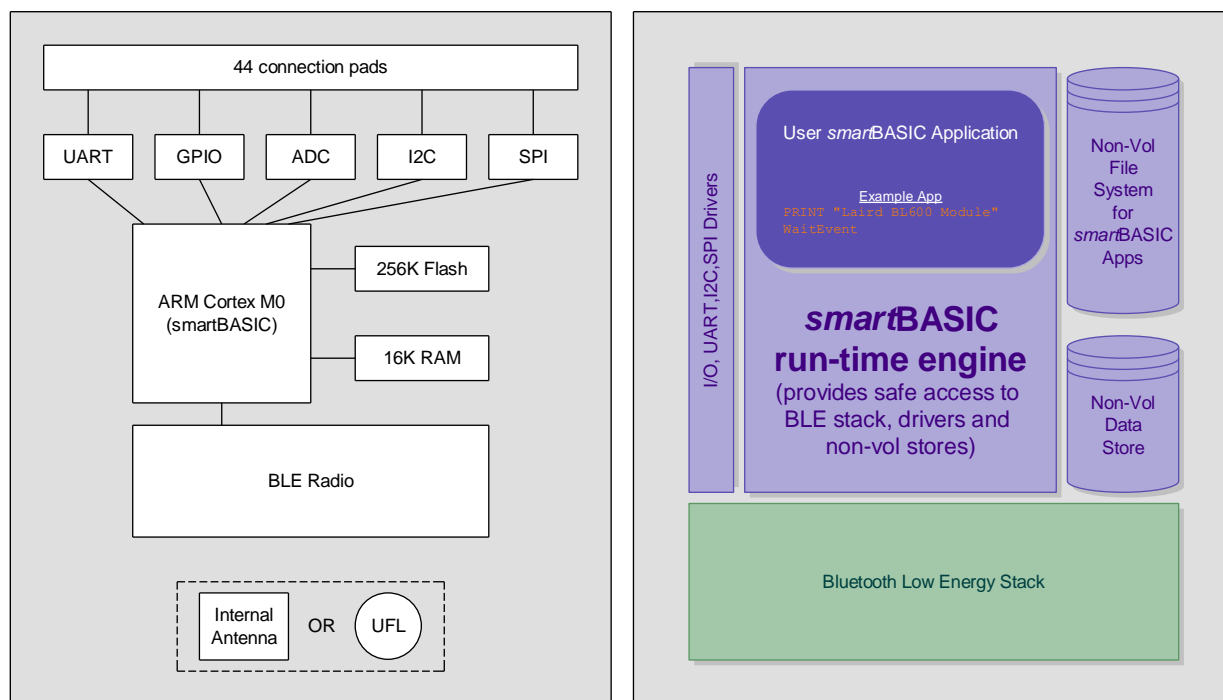 44 connection pads
UART
GPIO
ADC
I2C
SPI
256K Flash
ARM Cortex M0
(smartBASIC)
16K RAM
BLE Radio
Internal
Antenna
OR
UFL
I/O, UART,I2C,SPI Drivers
User smartBASIC Application
Example App
PRINT "Laird BL600 Module"
WaitEvent
smartBASIC
run-time engine
(provides safe access to
BLE stack, drivers and
non-vol stores)
Non-Vol
File
System
for
smartBASIC
Apps
Non-Vol
Data
Store
Bluetooth Low Energy Stack